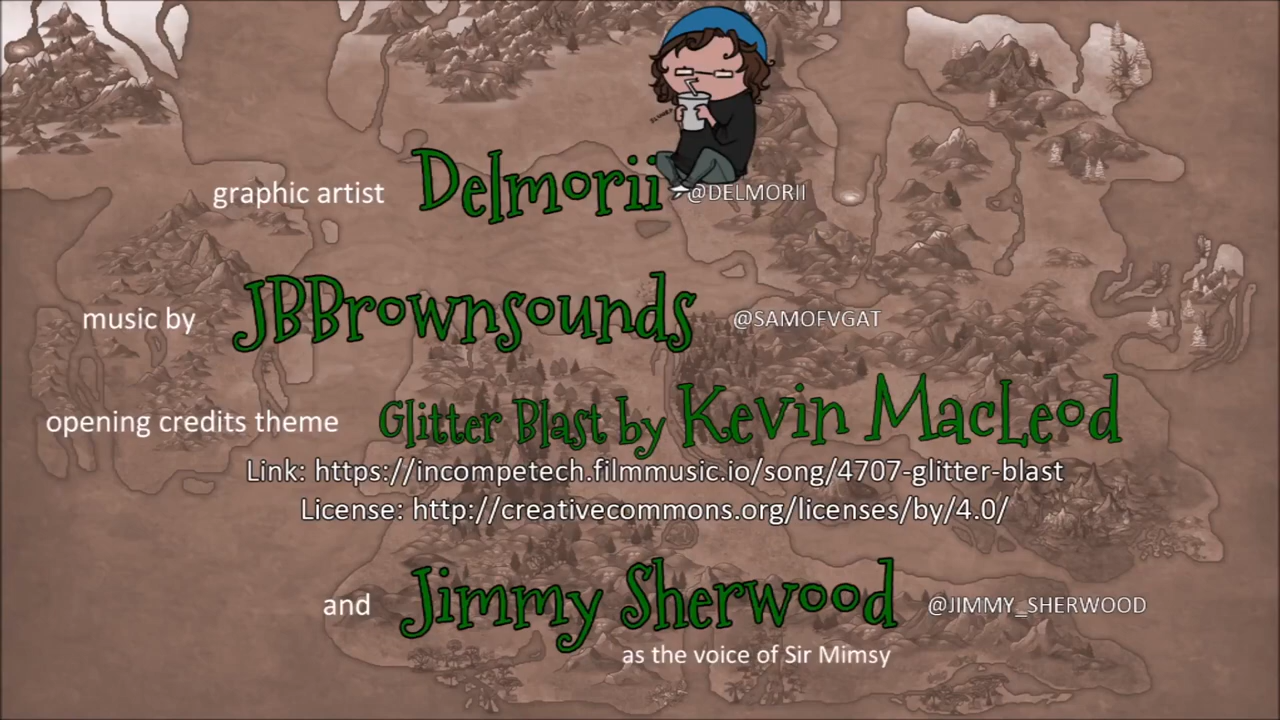 graphic artist Delmorii @DELMORII
music by JBBrownsounds @SAMOFVGAT
opening credits theme Glitter Blast by Kevin MacLeod
Link: https://incompetech.filmmusic.io/song/4707-glitter-blast
License: http://creativecommons.org/licenses/by/4.0/
and Jimmy Sherwood @JIMMY_SHERWOOD
as the voice of Sir Mimsy